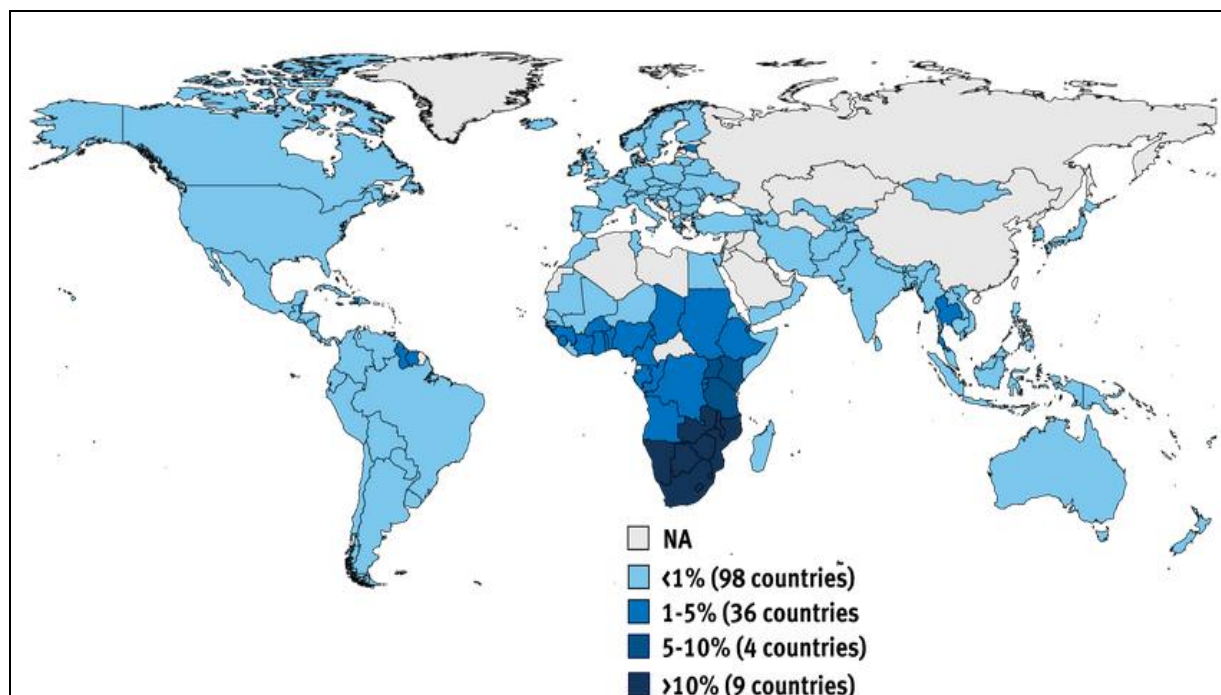 NA
<1% (98 countries)
1-5% (36 countries
5-10% (4 countries)
>10% (9 countries)